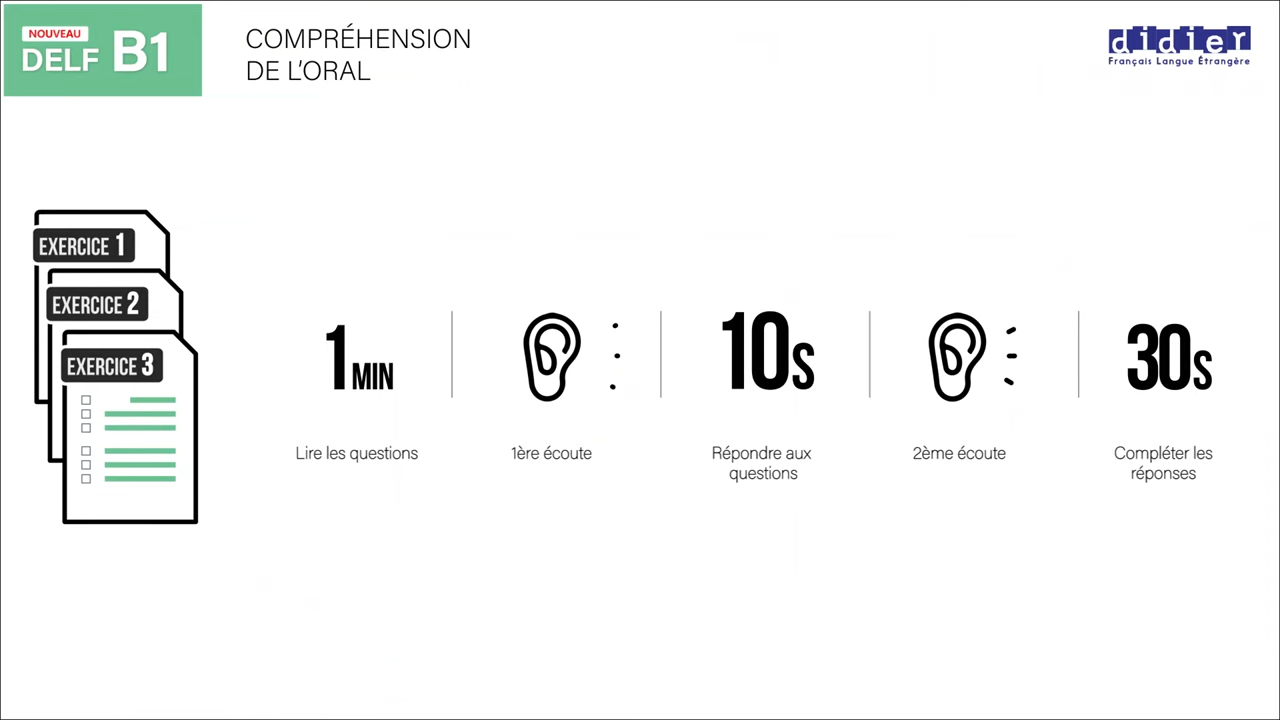 NOUVEAU
DELF B1
COMPRÉHENSION
DE L'ORAL
didier
Français Langue Étrangère
EXERCICE 1
EXERCICE 2
EXERCICE 3
1 MIN
10s
30s
Lire les questions
1ère écoute
Répondre aux
questions
2ème écoute
Compléter les
réponses